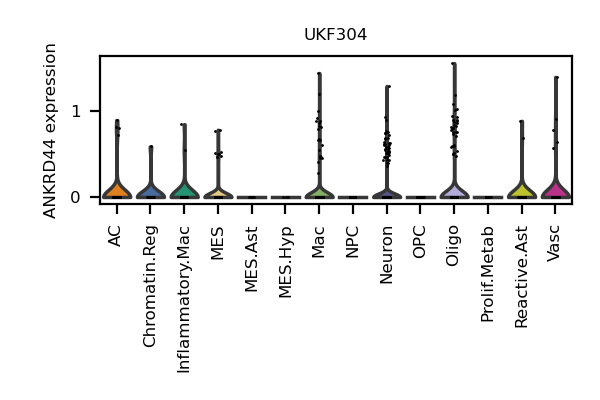 UKF304
ANKRD44 expression
1
0
AC
Chromatin.Reg
Inflammatory.Mac
MES
MES.Ast
MES.Hyp
Mac
NPC
Neuron
OPC
Oligo
Prolif.Metab
Reactive.Ast
Vasc